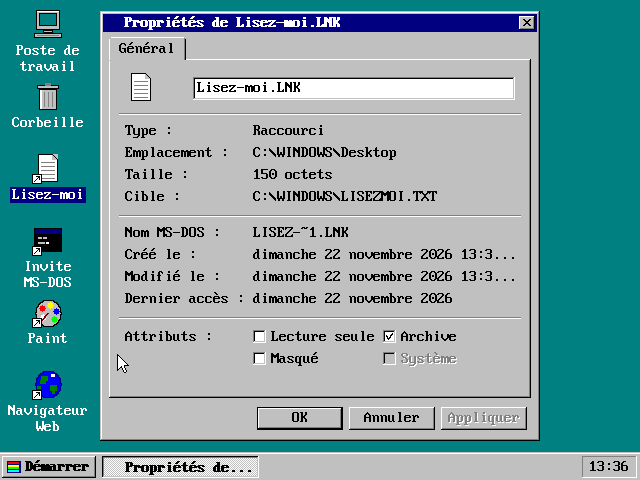 Poste de
travail
Corbeille
Lisez-moi
Invite
MS-DOS
Paint
Navigateur
Web
Propriétés de Lisez-moi.LNK
Général
Lisez-moi.LNK
Type : Raccourci
Emplacement : C:\WINDOWS\Desktop
Taille : 150 octets
Cible : C:\WINDOWS\LISEZMOI.TXT
Nom MS-DOS : LISEZ-~1.LNK
Créé le : dimanche 22 novembre 2026 13:3...
Modifié le : dimanche 22 novembre 2026 13:3...
Dernier accès : dimanche 22 novembre 2026
Attributs : Lecture seule Archive
Masqué Système
OK Annuler Appliquer
Démarrer Propriétés de... 13:36